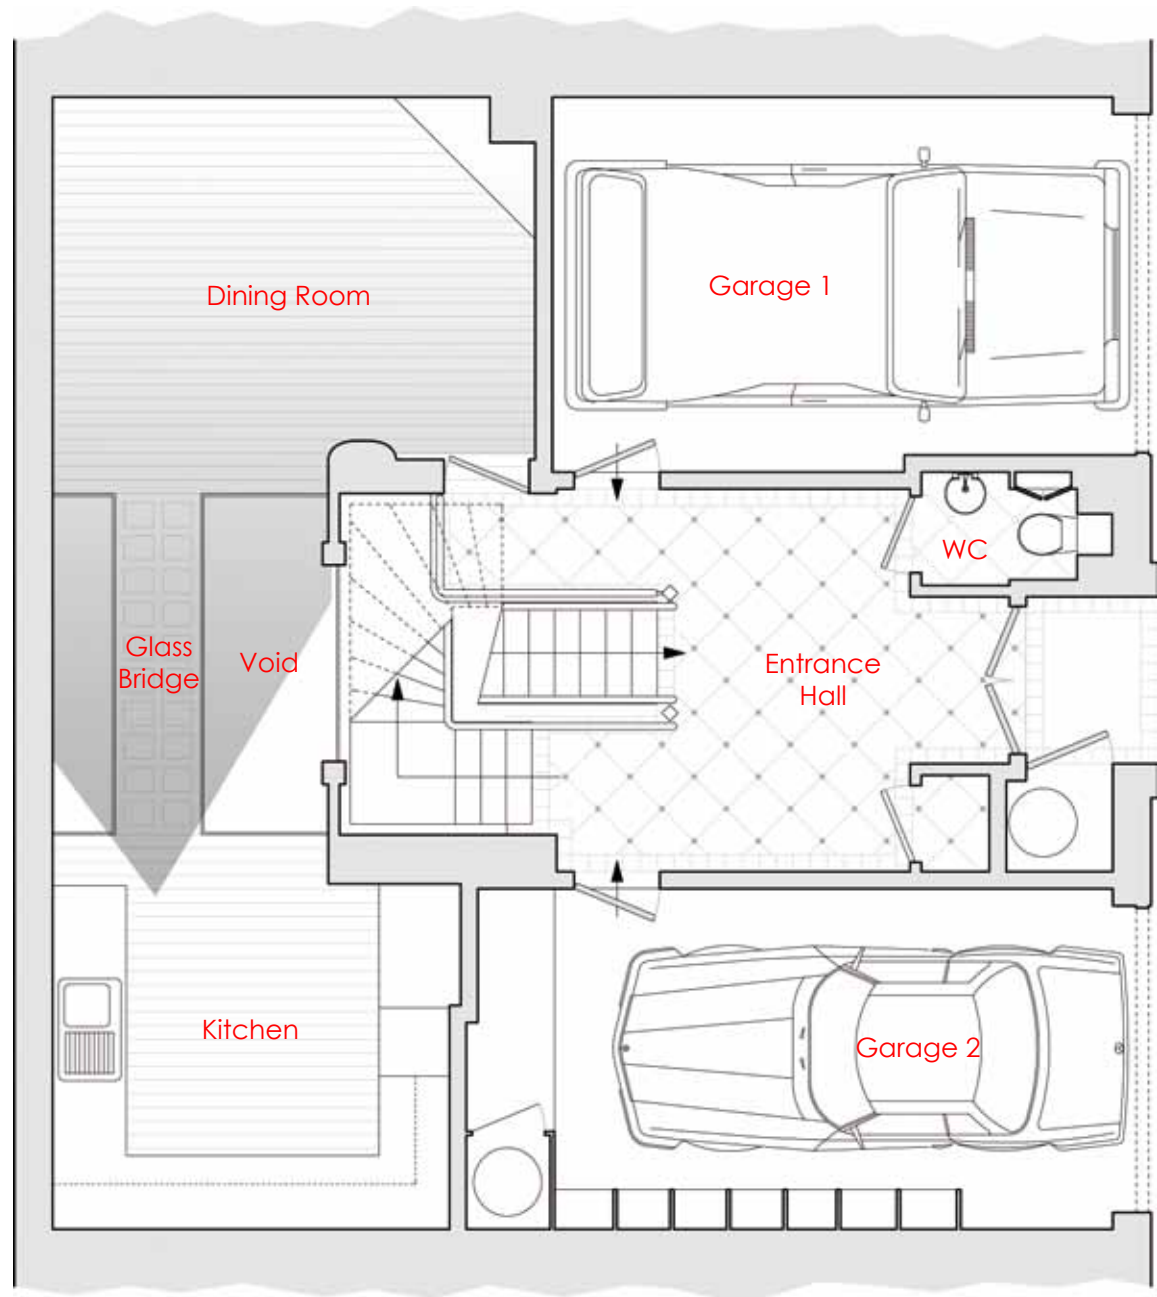 Dining Room
Garage 1
WC
Glass
Bridge
Void
Entrance
Hall
Kitchen
Garage 2